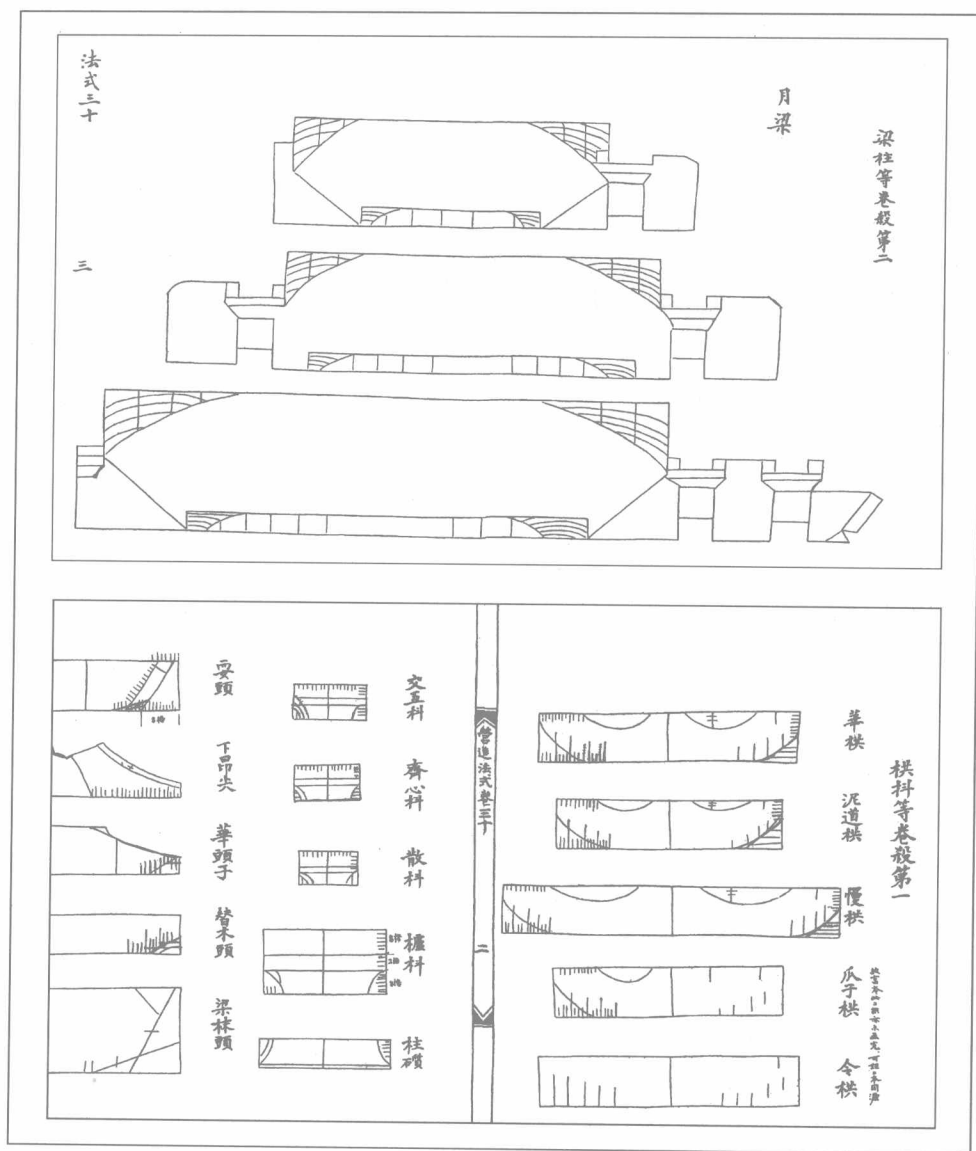 梁柱等卷殺第二
月梁
法式三十
三
栱枓等卷殺第一
華栱
泥道栱
慢栱
瓜子栱
令栱
營造法式卷三十
二
交互枓
齊心枓
散枓
櫨枓
柱礩
耍頭
下昂尖
華頭子
替木頭
梁栿頭